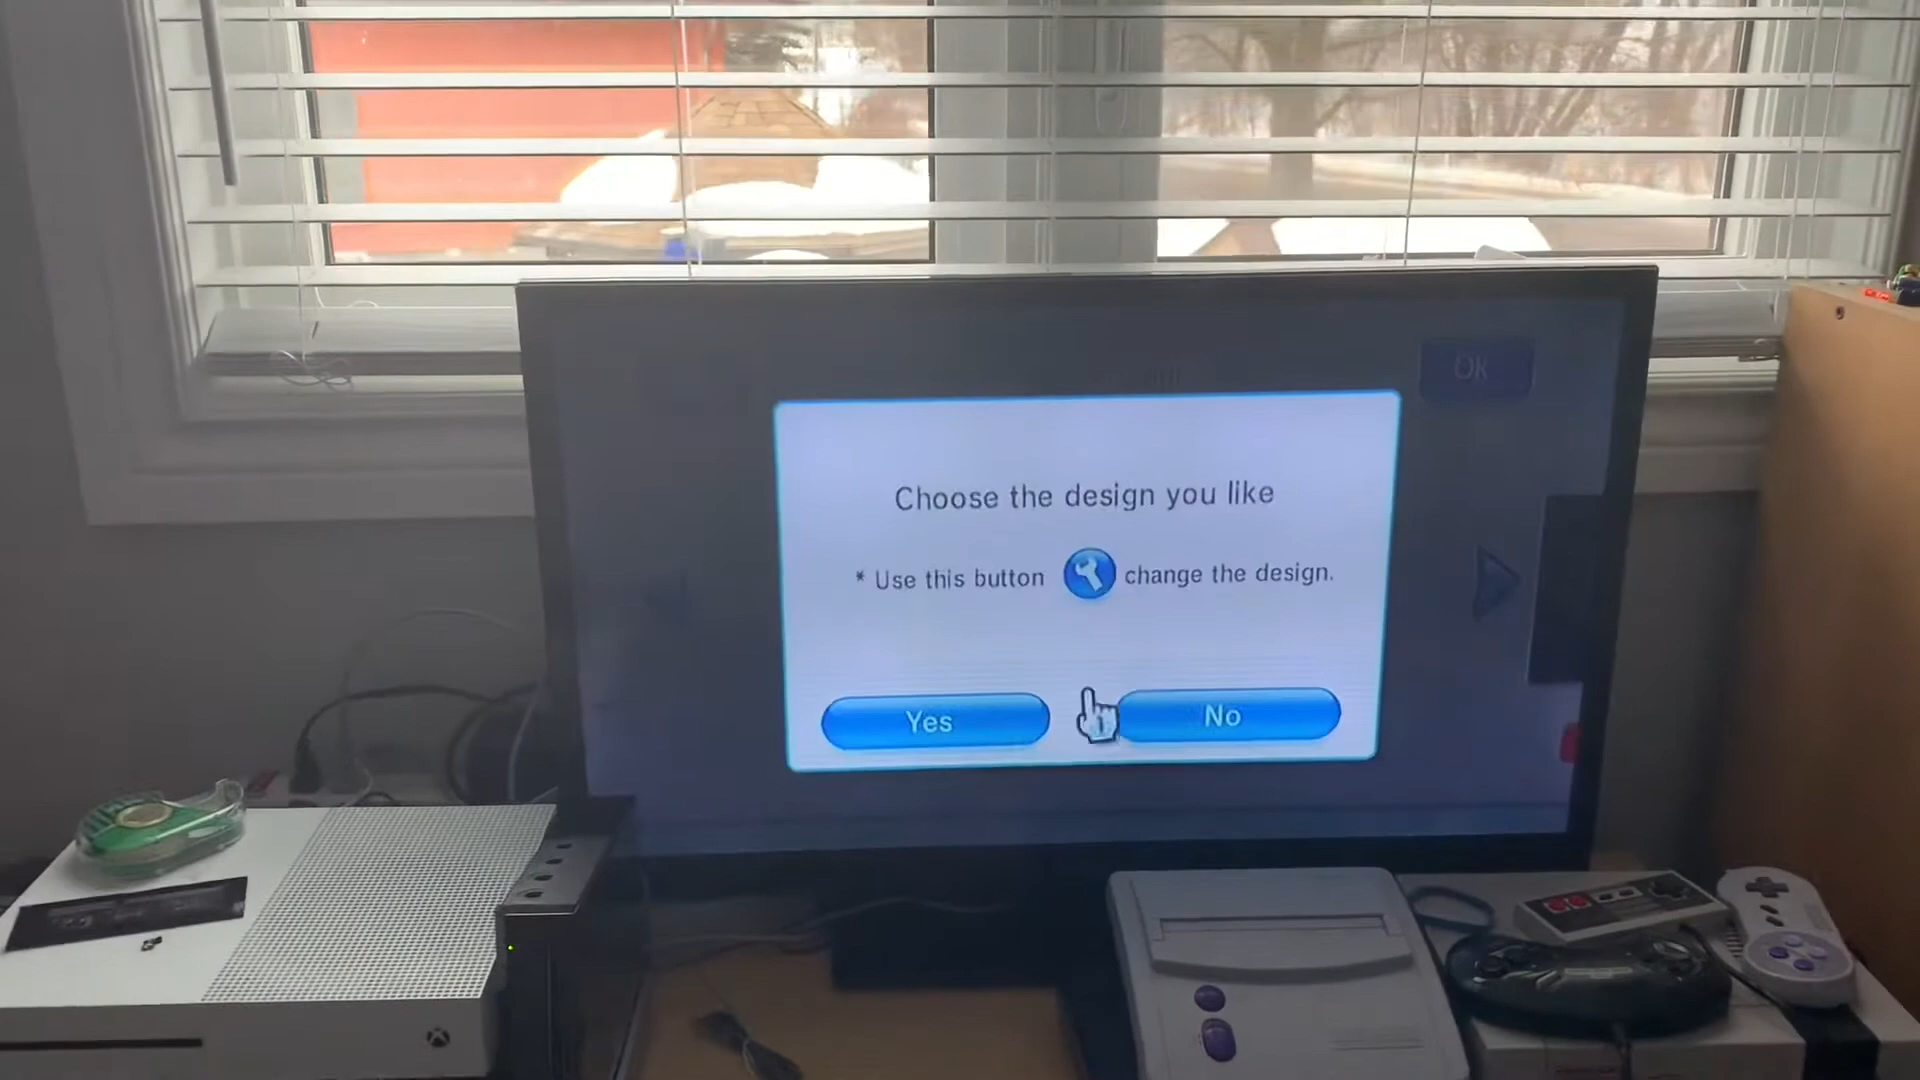 Ok
Choose the design you like
* Use this button change the design.
Yes
No